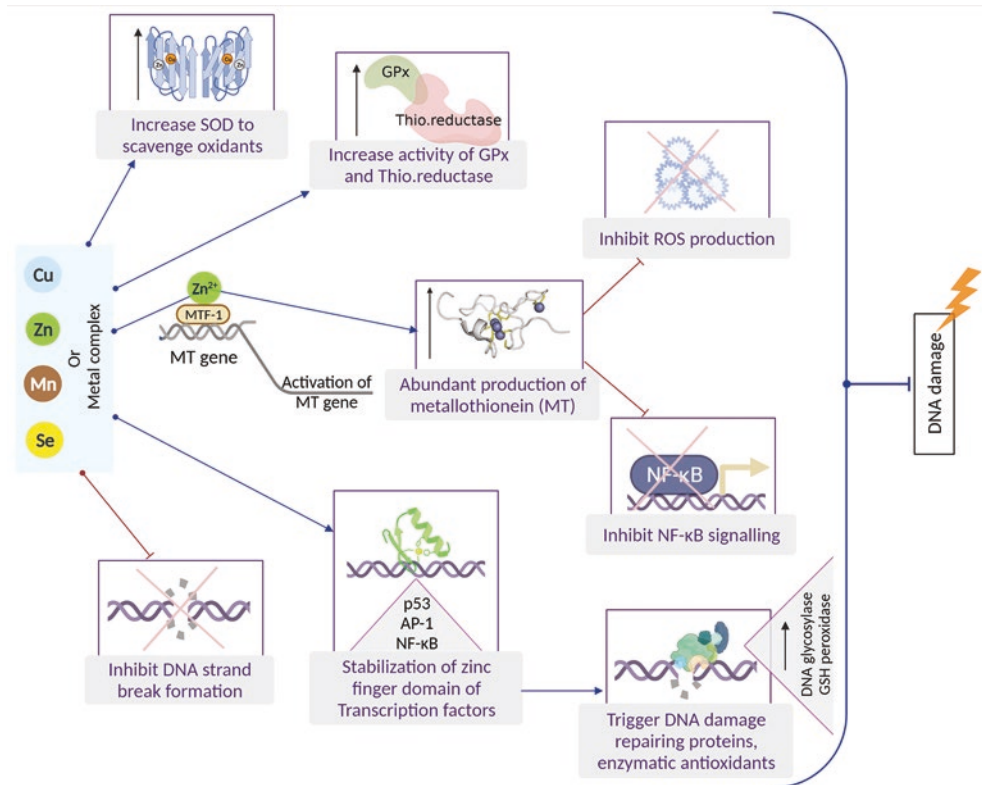 Zn
Cu
Cu
Zn
Increase SOD to
scavenge oxidants
GPx
Thio.reductase
Increase activity of GPx
and Thio.reductase
Inhibit ROS production
Cu
Zn
Mn
Se
Or
Metal complex
Zn²⁺
MTF-1
MT gene
Activation of
MT gene
Abundant production of
metallothionein (MT)
NF-κB
Inhibit NF-κB signalling
Inhibit DNA strand
break formation
p53
AP-1
NF-κB
Stabilization of zinc
finger domain of
Transcription factors
Trigger DNA damage
repairing proteins,
enzymatic antioxidants
DNA glycosylase
GSH peroxidase
DNA damage